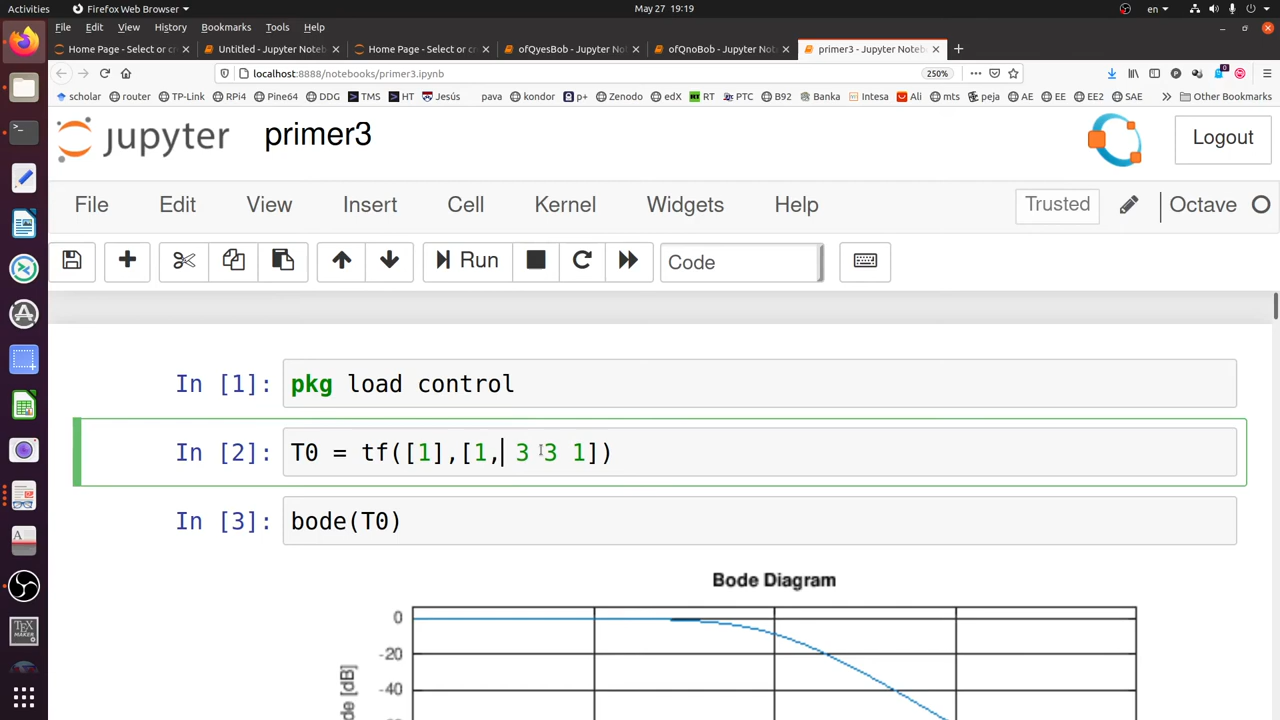 Activities
Firefox Web Browser
May 27 19:19
en
File Edit View History Bookmarks Tools Help
Home Page - Select or c
Untitled - Jupyter Noteb
Home Page - Select or c
ofQyesBob - Jupyter Not
ofQnoBob - Jupyter Note
primer3 - Jupyter Noteb
localhost:8888/notebooks/primer3.ipynb
250%
scholar router TP-Link RPi4 Pine64 DDG TMS HT Jesús pava kondor p+ Zenodo edX RT PTC B92 Banka Intesa Ali mts peja AE EE EE2 SAE Other Bookmarks
jupyter primer3
Logout
File Edit View Insert Cell Kernel Widgets Help Trusted Octave
Run Code
In [1]: pkg load control
In [2]: T0 = tf([1],[1, 3 3 1])
In [3]: bode(T0)
Bode Diagram
0
-20
-40
de [dB]